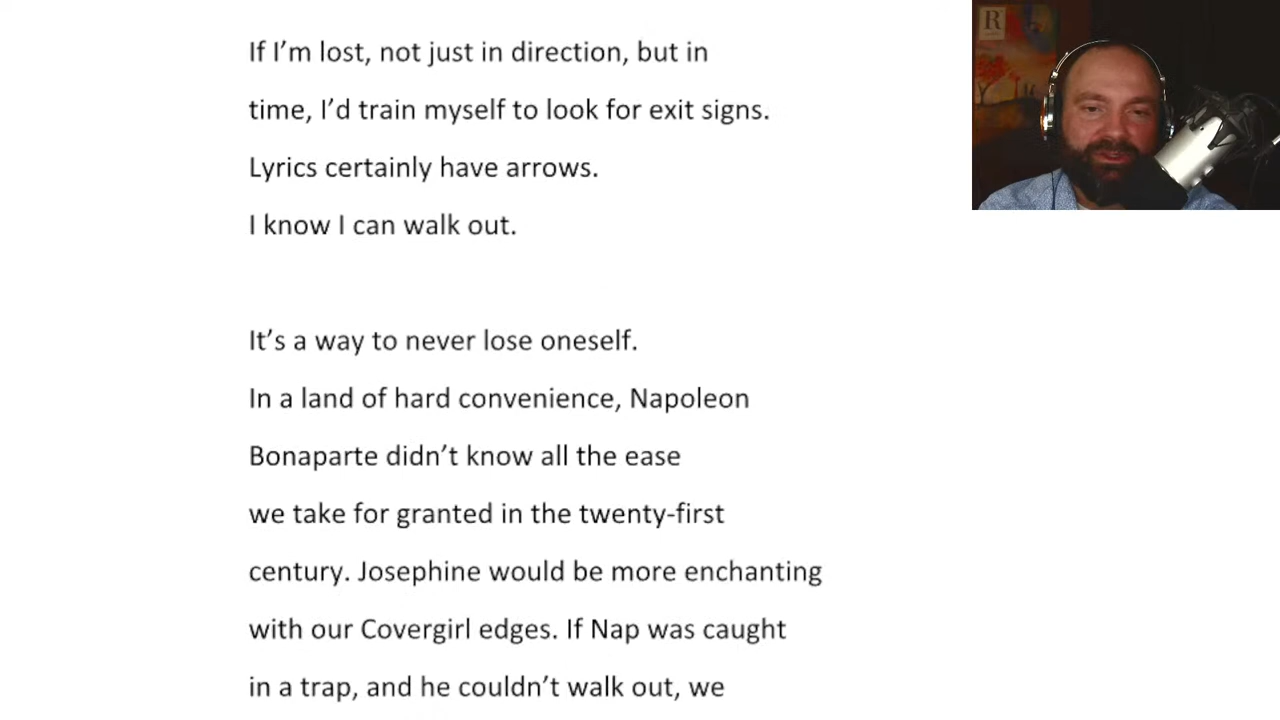 If I’m lost, not just in direction, but in
time, I’d train myself to look for exit signs.
Lyrics certainly have arrows.
I know I can walk out.
It’s a way to never lose oneself.
In a land of hard convenience, Napoleon
Bonaparte didn’t know all the ease
we take for granted in the twenty-first
century. Josephine would be more enchanting
with our Covergirl edges. If Nap was caught
in a trap, and he couldn’t walk out, we
R